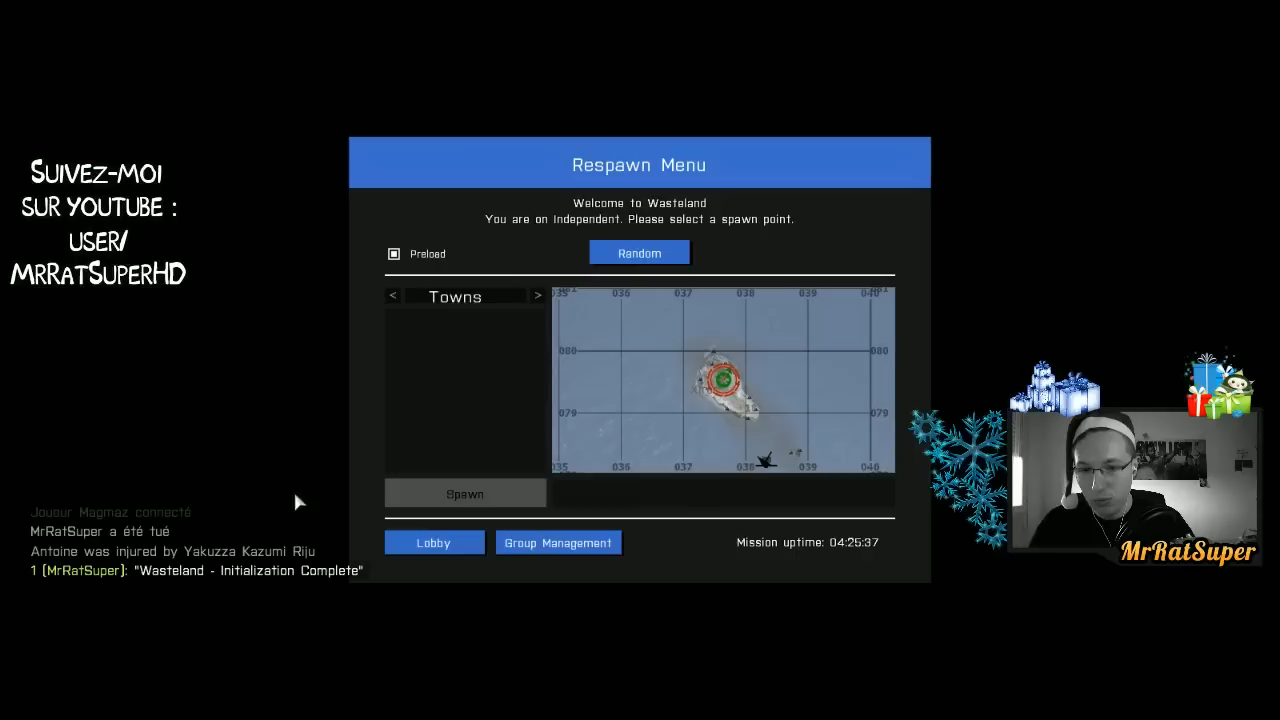 Respawn Menu
Welcome to Wasteland
You are on Independent. Please select a spawn point.
Preload
Random
< Towns >
035 036 037 038 039 040
080 080
079 079
035 036 037 038 039 040
Spawn
Lobby
Group Management
Mission uptime: 04:25:37
SUIVEZ-MOI
SUR YOUTUBE :
USER/
MRRATSUPERHD
Joueur Magmaz connecté
MrRatSuper a été tué
Antoine was injured by Yakuzza Kazumi Riju
1 (MrRatSuper): "Wasteland - Initialization Complete"
MrRatSuper